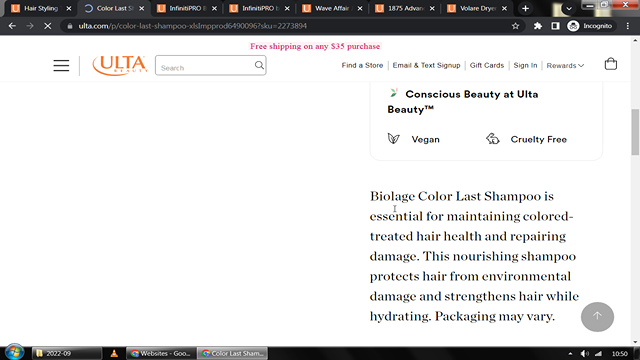 Hair Styling
Color Last S
InfinitiPRO B
InfinitiPRO b
Wave Affair
1875 Advan
Volare Dryer
ulta.com/p/color-last-shampoo-xlsImpprod6490096?sku=2273894
Incognito
Free shipping on any $35 purchase
ULTA
BEAUTY
Search
Find a Store
Email & Text Signup
Gift Cards
Sign In
Rewards
Conscious Beauty at Ulta
Beauty™
Vegan
Cruelty Free
Biolage Color Last Shampoo is
essential for maintaining colored-
treated hair health and repairing
damage. This nourishing shampoo
protects hair from environmental
damage and strengthens hair while
hydrating. Packaging may vary.
2022-09
Websites - Goo...
Color Last Sham...
10:50